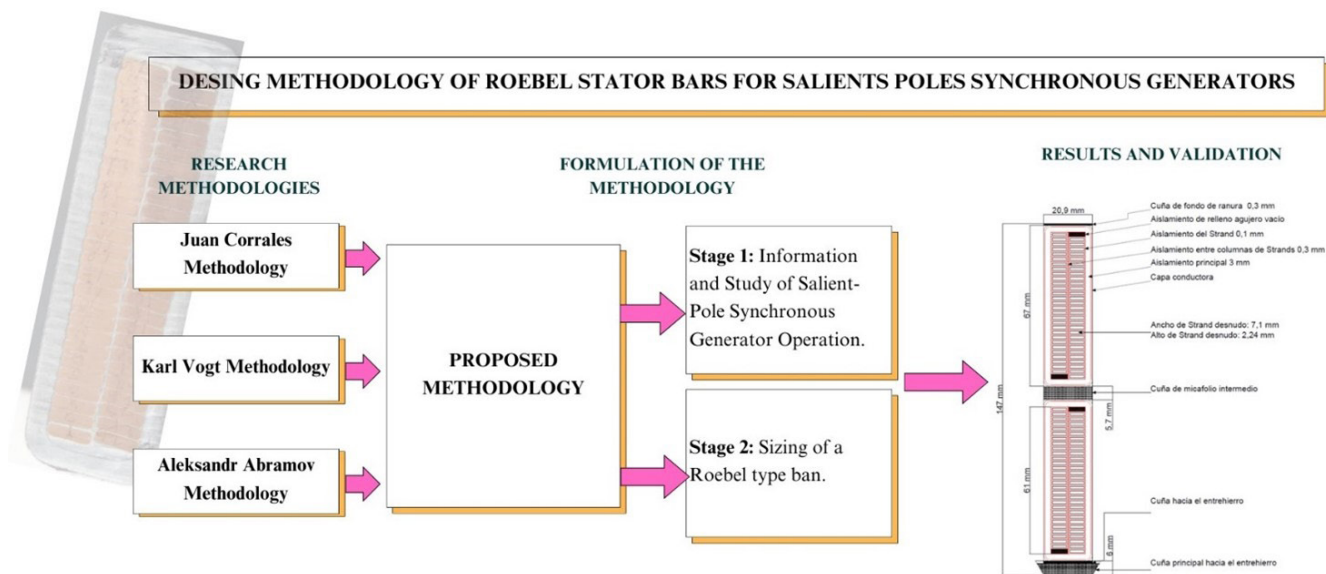 DESING METHODOLOGY OF ROEBEL STATOR BARS FOR SALIENTS POLES SYNCHRONOUS GENERATORS
RESEARCH
METHODOLOGIES
Juan Corrales
Methodology
Karl Vogt Methodology
Aleksandr Abramov
Methodology
FORMULATION OF THE
METHODOLOGY
PROPOSED
METHODOLOGY
Stage 1: Information
and Study of Salient-
Pole Synchronous
Generator Operation.
Stage 2: Sizing of a
Roebel type ban.
RESULTS AND VALIDATION
20,9 mm
Cuña de fondo de ranura 0,3 mm
Aislamiento de relleno agujero vacío
Aislamiento del Strand 0,1 mm
Aislamiento entre columnas de Strands 0,3 mm
Aislamiento principal 3 mm
Capa conductora
67 mm
Ancho de Strand desnudo: 7,1 mm
Alto de Strand desnudo: 2,24 mm
147 mm
Cuña de micafolio intermedio
5,7 mm
61 mm
Cuña hacia el entrehierro
6 mm
Cuña principal hacia el entrehierro